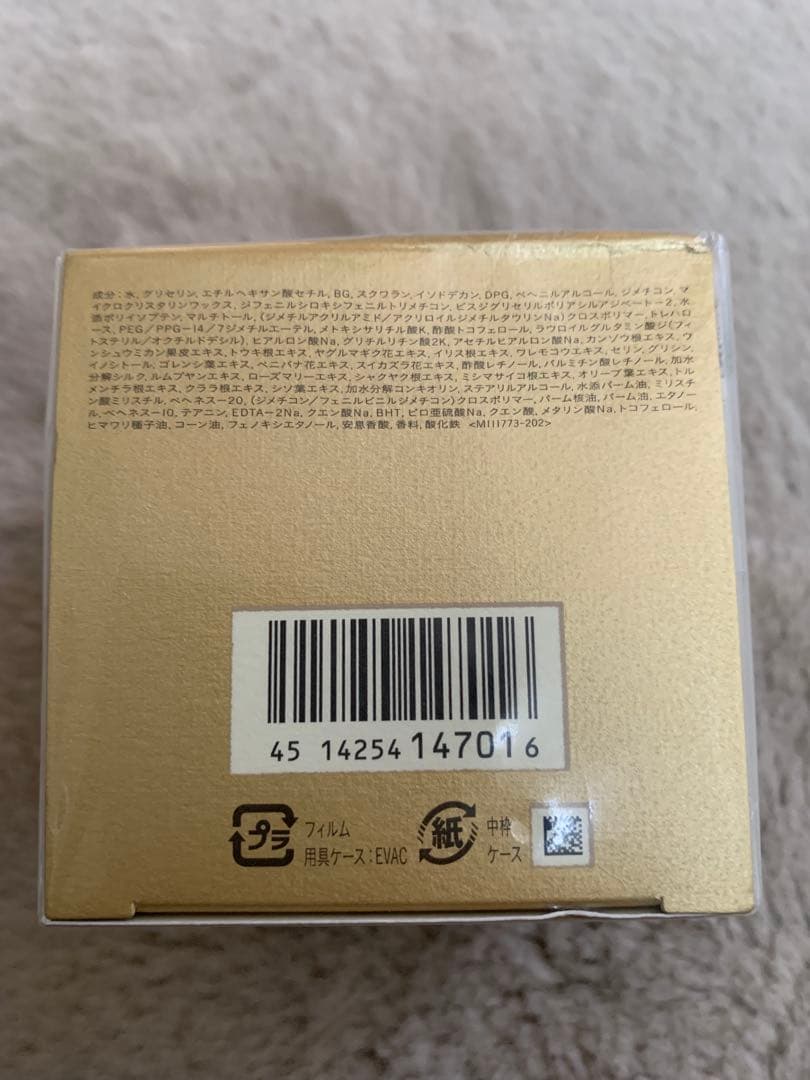 成分:水, グリセリン, エチルヘキサン酸セチル, BG, スクワラン, イソドデカン, DPG, ベヘニルアルコール, ジメチコン, マ
イクロクリスタリンワックス, ジフェニルシロキシフェニルトリメチコン, ビスジグリセリルポリアシルアジペート-2, 水
添ポリイソブテン, マルチトール, (ジメチルアクリルアミド/アクリロイルジメチルタウリンNa)クロスポリマー, トレハロ
ース, PEG/PPG-14/7ジメチルエーテル, メトキシサリチル酸K, 酢酸トコフェロール, ラウロイルグルタミン酸ジ(フィ
トステリル/オクチルドデシル), ヒアルロン酸Na, グリチルリチン酸2K, アセチルヒアルロン酸Na, カンゾウ根エキス, ワ
ンシュウミカン果皮エキス, トウキ根エキス, ヤグルマギク花エキス, イリス根エキス, ワレモコウエキス, セリン, グリシン,
イノシトール, ゴレンシ葉エキス, ベニバナ花エキス, スイカズラ花エキス, 酢酸レチノール, パルミチン酸レチノール, 加水
分解シルク, ルムプヤンエキス, ローズマリーエキス, シャクヤク根エキス, ミシマサイコ根エキス, オリーブ葉エキス, トル
メンチラ根エキス, クララ根エキス, シソ葉エキス, 加水分解コンキオリン, ステアリルアルコール, 水添パーム油, ミリスチ
ン酸ミリスチル, ベヘネス-20, (ジメチコン/フェニルビニルジメチコン)クロスポリマー, パーム核油, パーム油, エタノー
ル, ベヘネス-10, テアニン, EDTA-2Na, クエン酸Na, BHT, ピロ亜硫酸Na, クエン酸, メタリン酸Na, トコフェロール,
ヒマワリ種子油, コーン油, フェノキシエタノール, 安息香酸, 香料, 酸化鉄 <M111773-202>
45 14254 147016
プラ フィルム
用具ケース:EVAC
紙 中枠
ケース